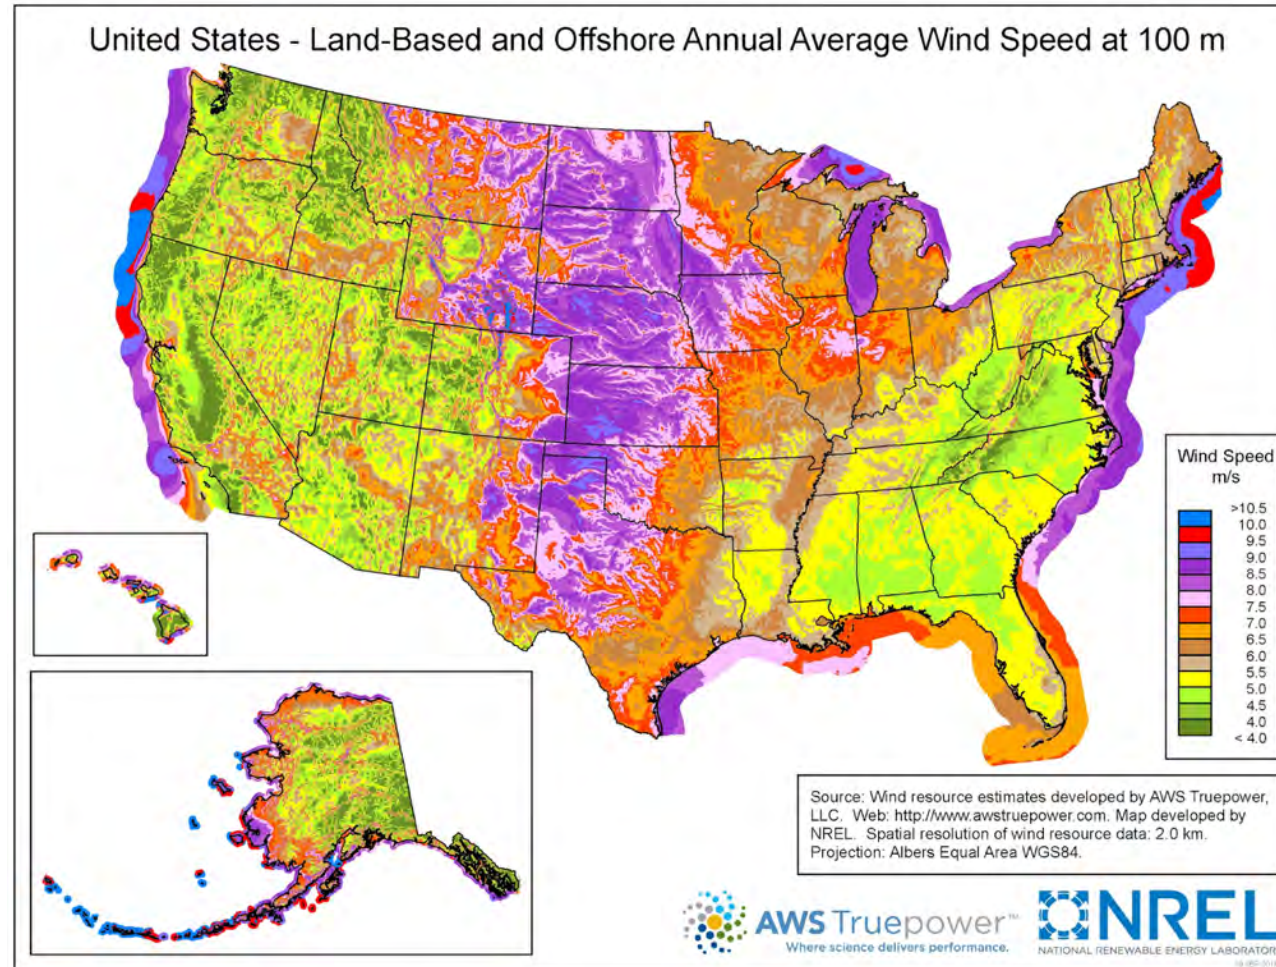 United States - Land-Based and Offshore Annual Average Wind Speed at 100 m
Wind Speed
m/s
>10.5
10.0
9.5
9.0
8.5
8.0
7.5
7.0
6.5
6.0
5.5
5.0
4.5
4.0
< 4.0
Source: Wind resource estimates developed by AWS Truepower,
LLC. Web: http://www.awstruepower.com. Map developed by
NREL. Spatial resolution of wind resource data: 2.0 km.
Projection: Albers Equal Area WGS84.
AWS Truepower™
Where science delivers performance.
NREL
NATIONAL RENEWABLE ENERGY LABORATOR